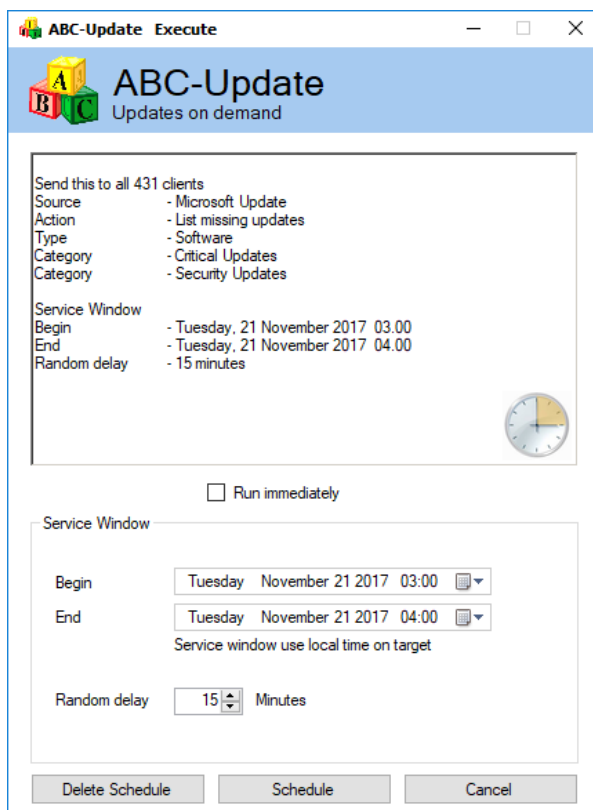 ABC-Update Execute
A
B
C
ABC-Update
Updates on demand
Send this to all 431 clients
Source - Microsoft Update
Action - List missing updates
Type - Software
Category - Critical Updates
Category - Security Updates
Service Window
Begin - Tuesday, 21 November 2017 03.00
End - Tuesday, 21 November 2017 04.00
Random delay - 15 minutes
Run immediately
Service Window
Begin Tuesday November 21 2017 03:00
End Tuesday November 21 2017 04:00
Service window use local time on target
Random delay 15 Minutes
Delete Schedule Schedule Cancel